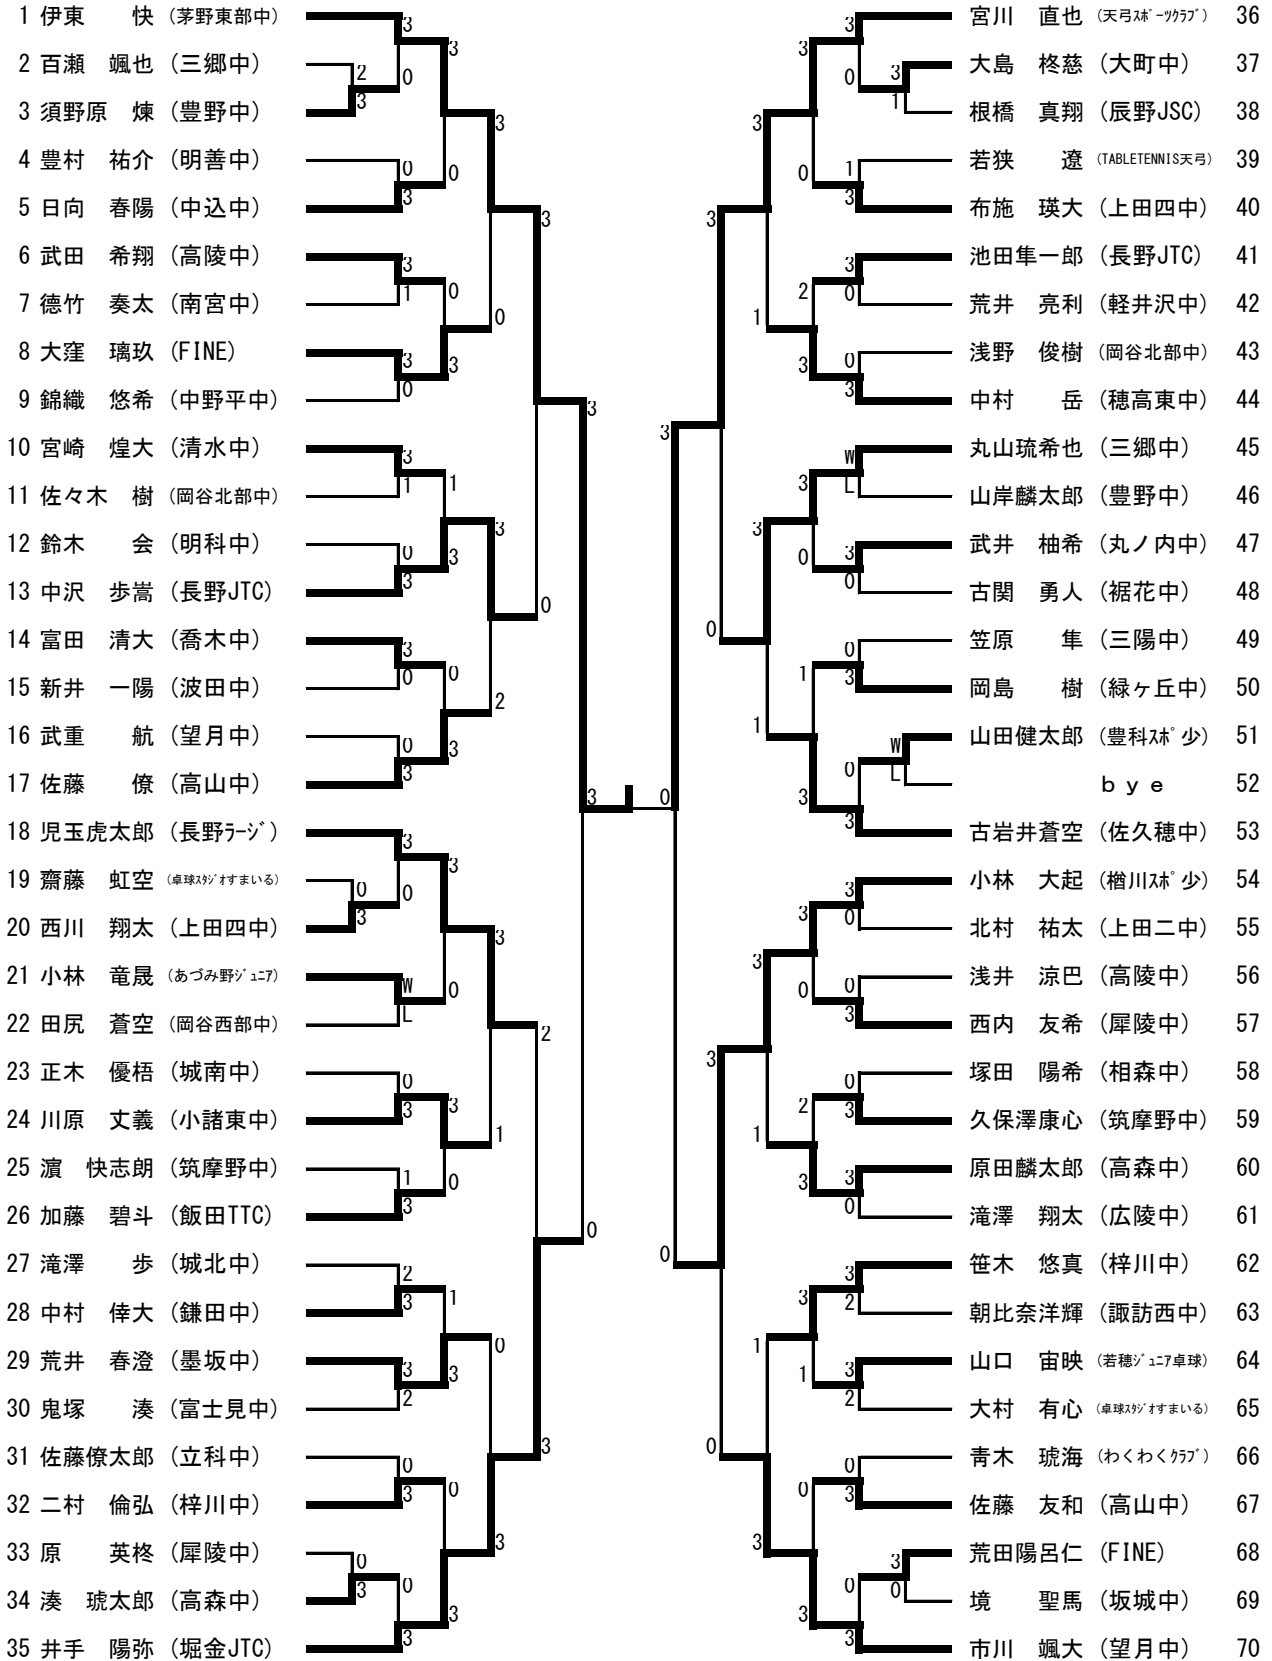 1 伊東　快 (茅野東部中)
2 百瀬　颯也 (三郷中)
3 須野原　煉 (豊野中)
4 豊村　祐介 (明善中)
5 日向　春陽 (中込中)
6 武田　希翔 (高陵中)
7 德竹　奏太 (南宮中)
8 大窪　璃玖 (FINE)
9 錦織　悠希 (中野平中)
10 宮崎　煌大 (清水中)
11 佐々木　樹 (岡谷北部中)
12 鈴木　会 (明科中)
13 中沢　歩嵩 (長野JTC)
14 富田　清大 (喬木中)
15 新井　一陽 (波田中)
16 武重　航 (望月中)
17 佐藤　僚 (高山中)
18 児玉虎太郎 (長野ﾗｰｼﾞ)
19 齋藤　虹空 (卓球ｽﾀｼﾞｵすまいる)
20 西川　翔太 (上田四中)
21 小林　竜晟 (あづみ野ｼﾞｭﾆｱ)
22 田尻　蒼空 (岡谷西部中)
23 正木　優梧 (城南中)
24 川原　丈義 (小諸東中)
25 濵　快志朗 (筑摩野中)
26 加藤　碧斗 (飯田TTC)
27 滝澤　歩 (城北中)
28 中村　倖大 (鎌田中)
29 荒井　春澄 (墨坂中)
30 鬼塚　湊 (富士見中)
31 佐藤僚太郎 (立科中)
32 二村　倫弘 (梓川中)
33 原　英柊 (犀陵中)
34 湊　琥太郎 (高森中)
35 井手　陽弥 (堀金JTC)
宮川　直也 (天弓ｽﾎﾟｰﾂｸﾗﾌﾞ) 36
大島　柊慈 (大町中) 37
根橋　真翔 (辰野JSC) 38
若狭　遼 (TABLETENNIS天弓) 39
布施　瑛大 (上田四中) 40
池田隼一郎 (長野JTC) 41
荒井　亮利 (軽井沢中) 42
浅野　俊樹 (岡谷北部中) 43
中村　岳 (穂高東中) 44
丸山琉希也 (三郷中) 45
山岸麟太郎 (豊野中) 46
武井　柚希 (丸ノ内中) 47
古関　勇人 (裾花中) 48
笠原　隼 (三陽中) 49
岡島　樹 (緑ヶ丘中) 50
山田健太郎 (豊科ｽﾎﾟ少) 51
ｂｙｅ 52
古岩井蒼空 (佐久穂中) 53
小林　大起 (楢川ｽﾎﾟ少) 54
北村　祐太 (上田二中) 55
浅井　涼巴 (高陵中) 56
西内　友希 (犀陵中) 57
塚田　陽希 (相森中) 58
久保澤康心 (筑摩野中) 59
原田麟太郎 (高森中) 60
滝澤　翔太 (広陵中) 61
笹木　悠真 (梓川中) 62
朝比奈洋輝 (諏訪西中) 63
山口　宙映 (若穂ｼﾞｭﾆｱ卓球) 64
大村　有心 (卓球ｽﾀｼﾞｵすまいる) 65
青木　琥海 (わくわくｸﾗﾌﾞ) 66
佐藤　友和 (高山中) 67
荒田陽呂仁 (FINE) 68
境　聖馬 (坂城中) 69
市川　颯大 (望月中) 70